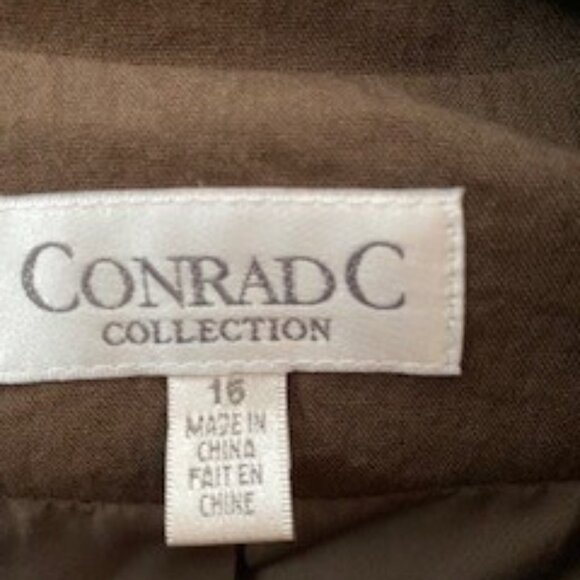 CONRAD C
COLLECTION
16
MADE IN
CHINA
FAIT EN
CHINE